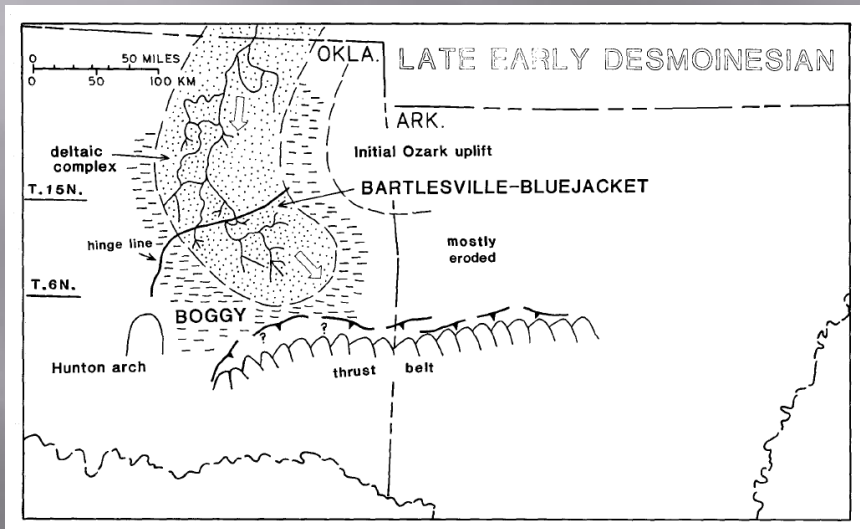 LATE EARLY DESMOINESIAN
OKLA.
ARK.
0 50 MILES
0 50 100 KM
deltaic
complex
Initial Ozark uplift
T.15N.
BARTLESVILLE-BLUEJACKET
hinge line
mostly
eroded
T.6N.
BOGGY
? ?
Hunton arch
thrust belt